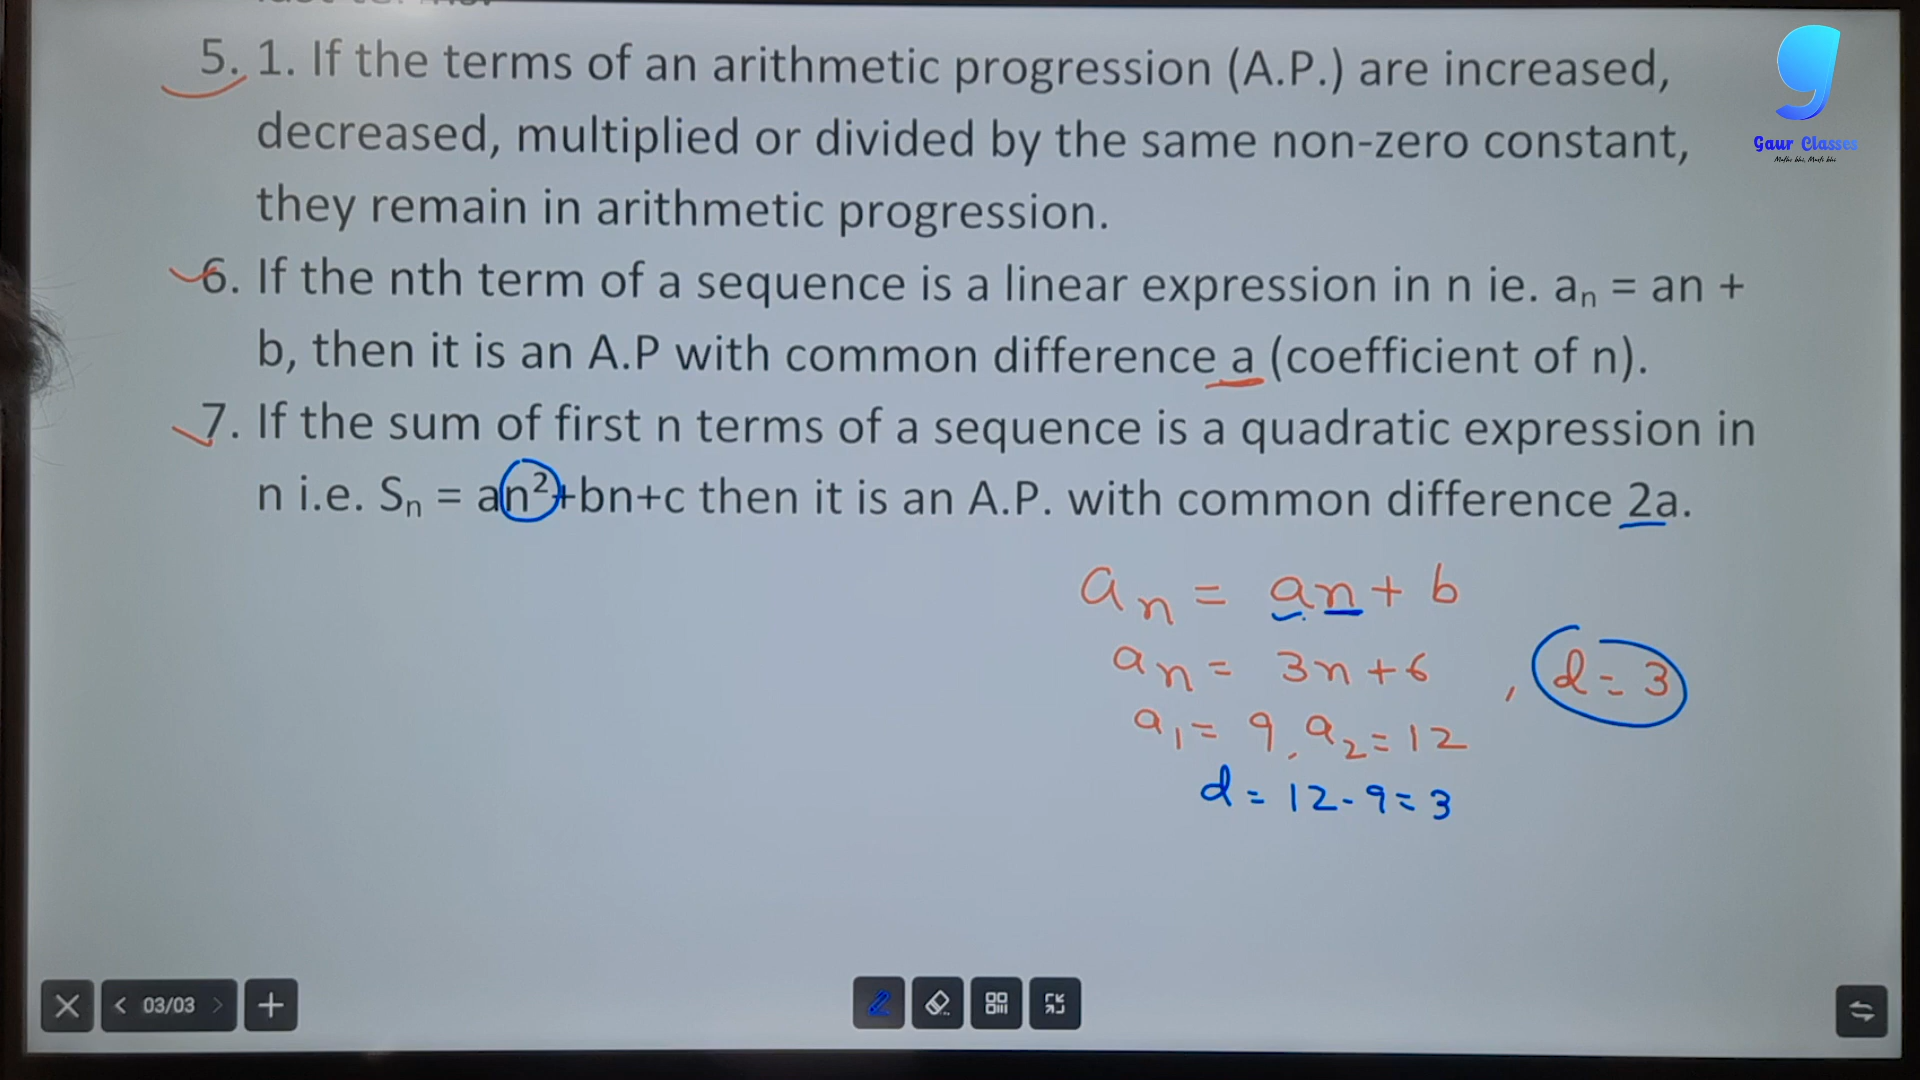 5. 1. If the terms of an arithmetic progression (A.P.) are increased,
decreased, multiplied or divided by the same non-zero constant,
they remain in arithmetic progression.
6. If the nth term of a sequence is a linear expression in n ie. aₙ = an +
b, then it is an A.P with common difference a (coefficient of n).
7. If the sum of first n terms of a sequence is a quadratic expression in
n i.e. Sₙ = an²+bn+c then it is an A.P. with common difference 2a.
aₙ = an + b
aₙ = 3n+6 , d = 3
a₁ = 9, a₂ = 12
d = 12 - 9 = 3
Gaur Classes
03/03